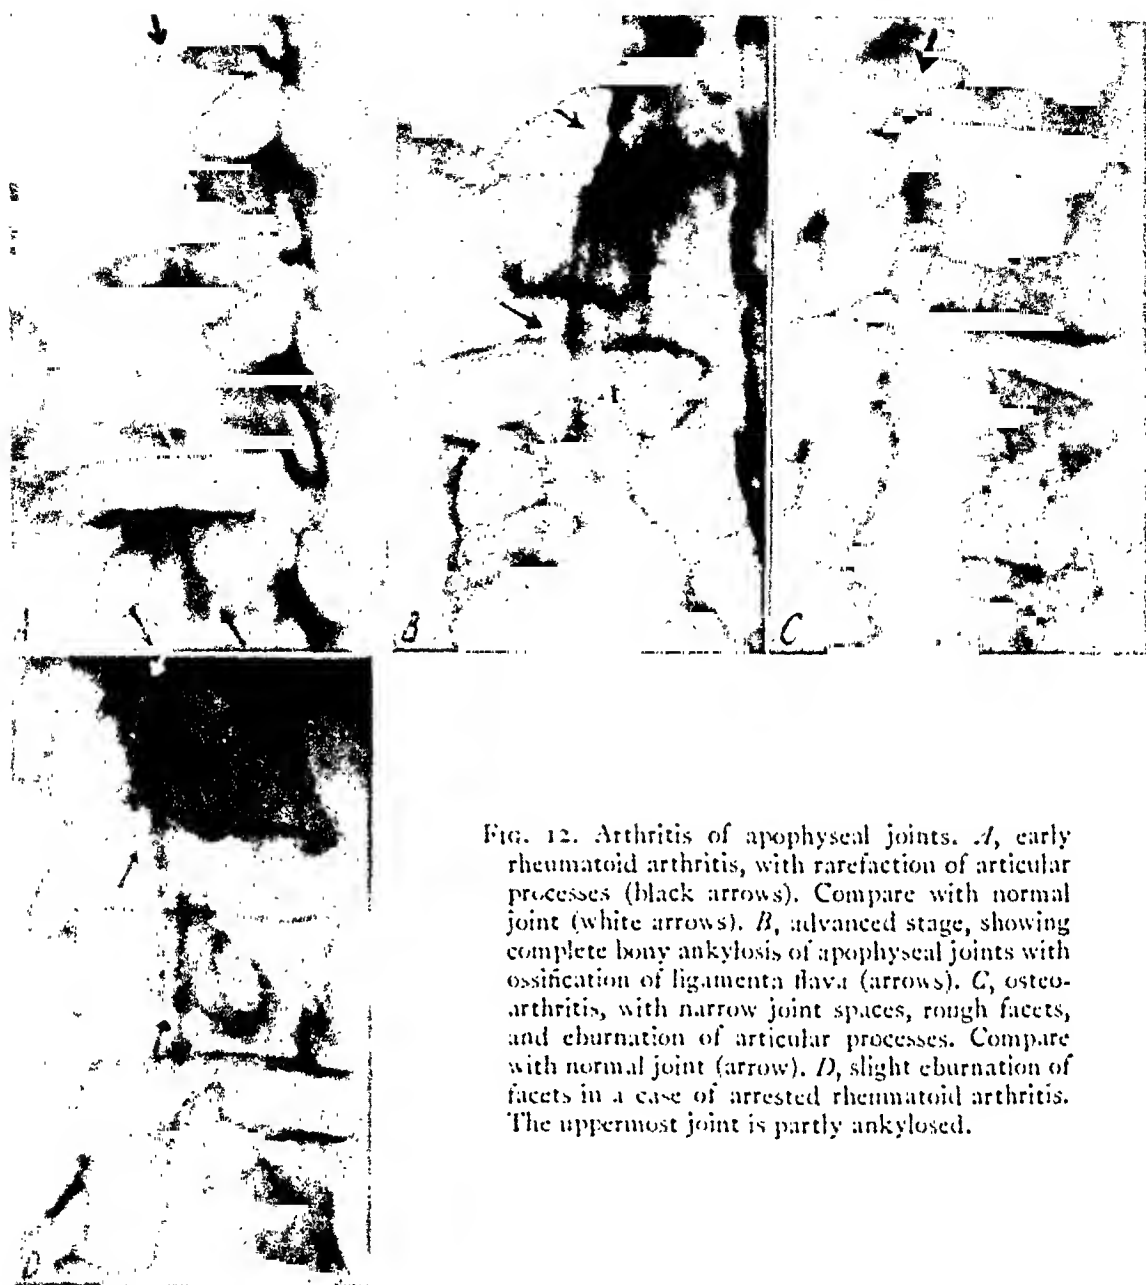 B
C
D
FIG. 12. Arthritis of apophyseal joints. A, early
rheumatoid arthritis, with rarefaction of articular
processes (black arrows). Compare with normal
joint (white arrows). B, advanced stage, showing
complete bony ankylosis of apophyseal joints with
ossification of ligamenta flava (arrows). C, osteo-
arthritis, with narrow joint spaces, rough facets,
and eburnation of articular processes. Compare
with normal joint (arrow). D, slight eburnation of
facets in a case of arrested rheumatoid arthritis.
The uppermost joint is partly ankylosed.